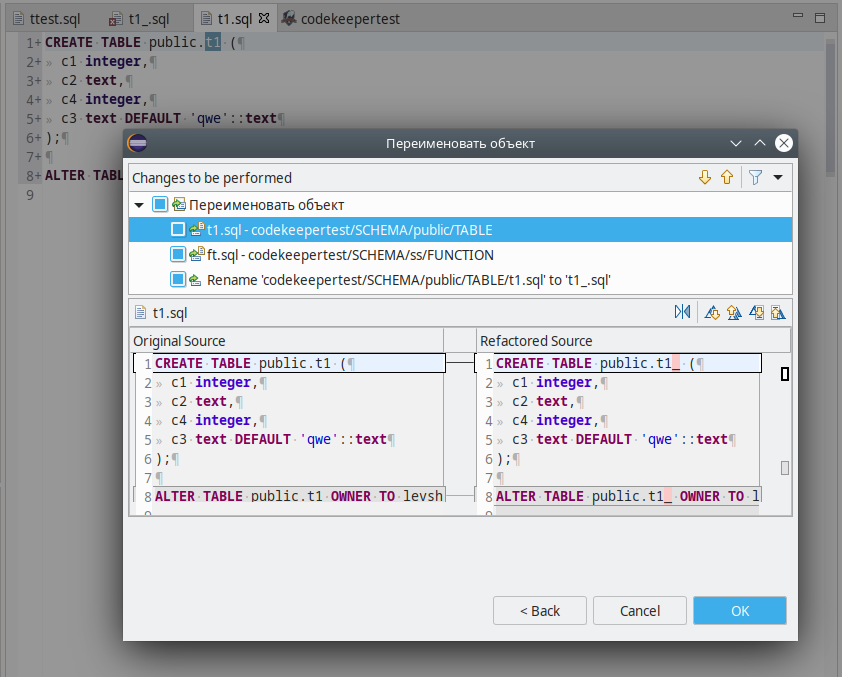 ttest.sql t1_.sql t1.sql codekeepertest
1+ CREATE TABLE public.t1 (¶
2+ » c1 integer,¶
3+ » c2 text,¶
4+ » c4 integer,¶
5+ » c3 text DEFAULT 'qwe'::text¶
6+ );¶
7+ ¶
8+ ALTER TABL
9
Переименовать объект
Changes to be performed
Переименовать объект
t1.sql - codekeepertest/SCHEMA/public/TABLE
ft.sql - codekeepertest/SCHEMA/ss/FUNCTION
Rename 'codekeepertest/SCHEMA/public/TABLE/t1.sql' to 't1_.sql'
t1.sql
Original Source
1 CREATE TABLE public.t1 (¶
2 » c1 integer,¶
3 » c2 text,¶
4 » c4 integer,¶
5 » c3 text DEFAULT 'qwe'::text¶
6 );¶
7 ¶
8 ALTER TABLE public.t1 OWNER TO levsh
9
Refactored Source
1 CREATE TABLE public.t1_ (¶
2 » c1 integer,¶
3 » c2 text,¶
4 » c4 integer,¶
5 » c3 text DEFAULT 'qwe'::text¶
6 );¶
7 ¶
8 ALTER TABLE public.t1_ OWNER TO l
9
< Back Cancel OK